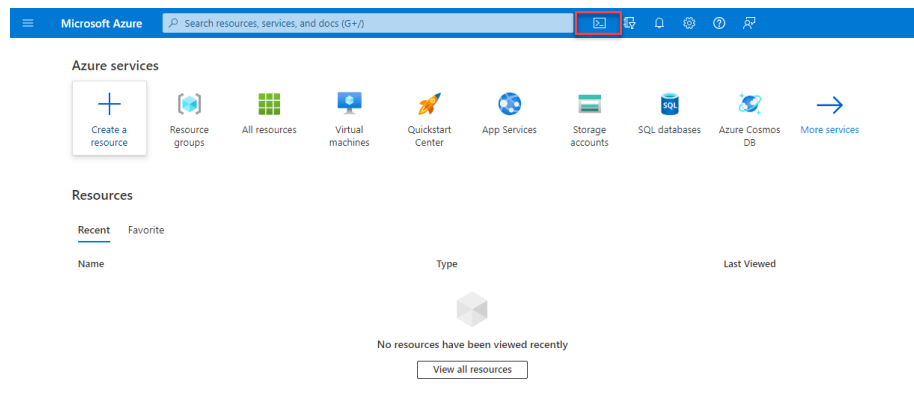 Microsoft Azure
Search resources, services, and docs (G+/)
Azure services
Create a
resource
Resource
groups
All resources
Virtual
machines
Quickstart
Center
App Services
Storage
accounts
SQL
SQL databases
Azure Cosmos
DB
More services
Resources
Recent
Favorite
Name
Type
Last Viewed
No resources have been viewed recently
View all resources